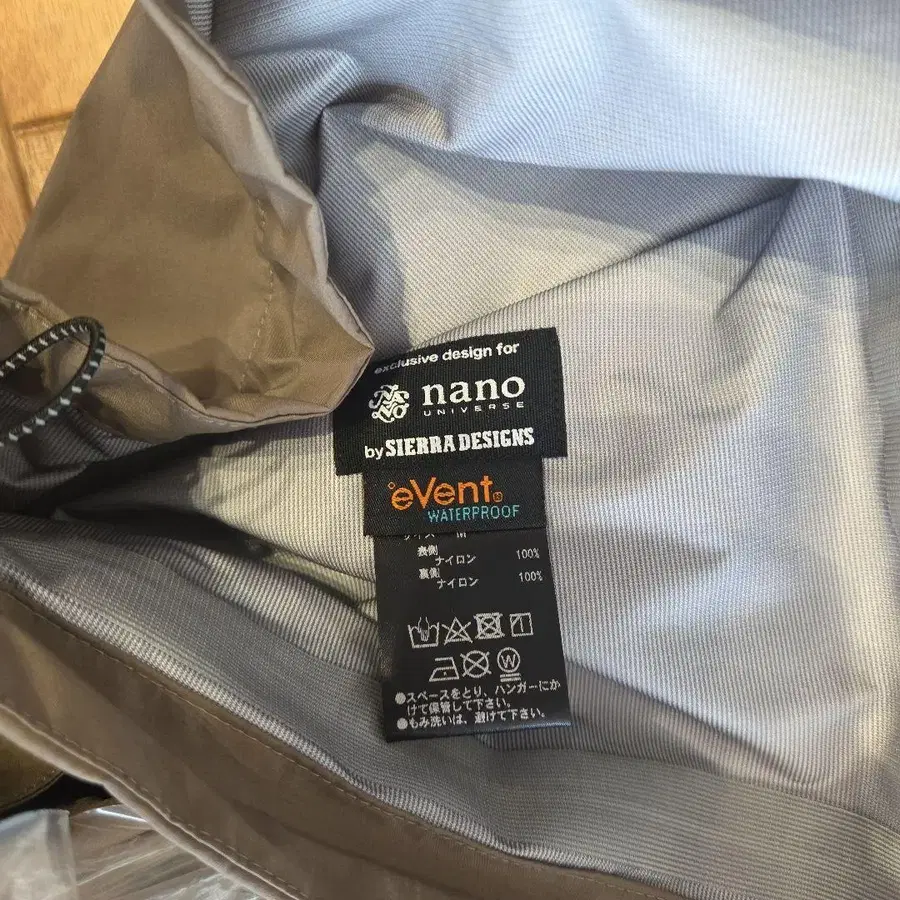 exclusive design for
nano
UNIVERSE
by SIERRA DESIGNS
eVent®
WATERPROOF
サイズ M
表側
ナイロン 100%
裏側
ナイロン 100%
W
●スペースをとり、ハンガーにか
けて保管して下さい。
●もみ洗いは、避けて下さい。